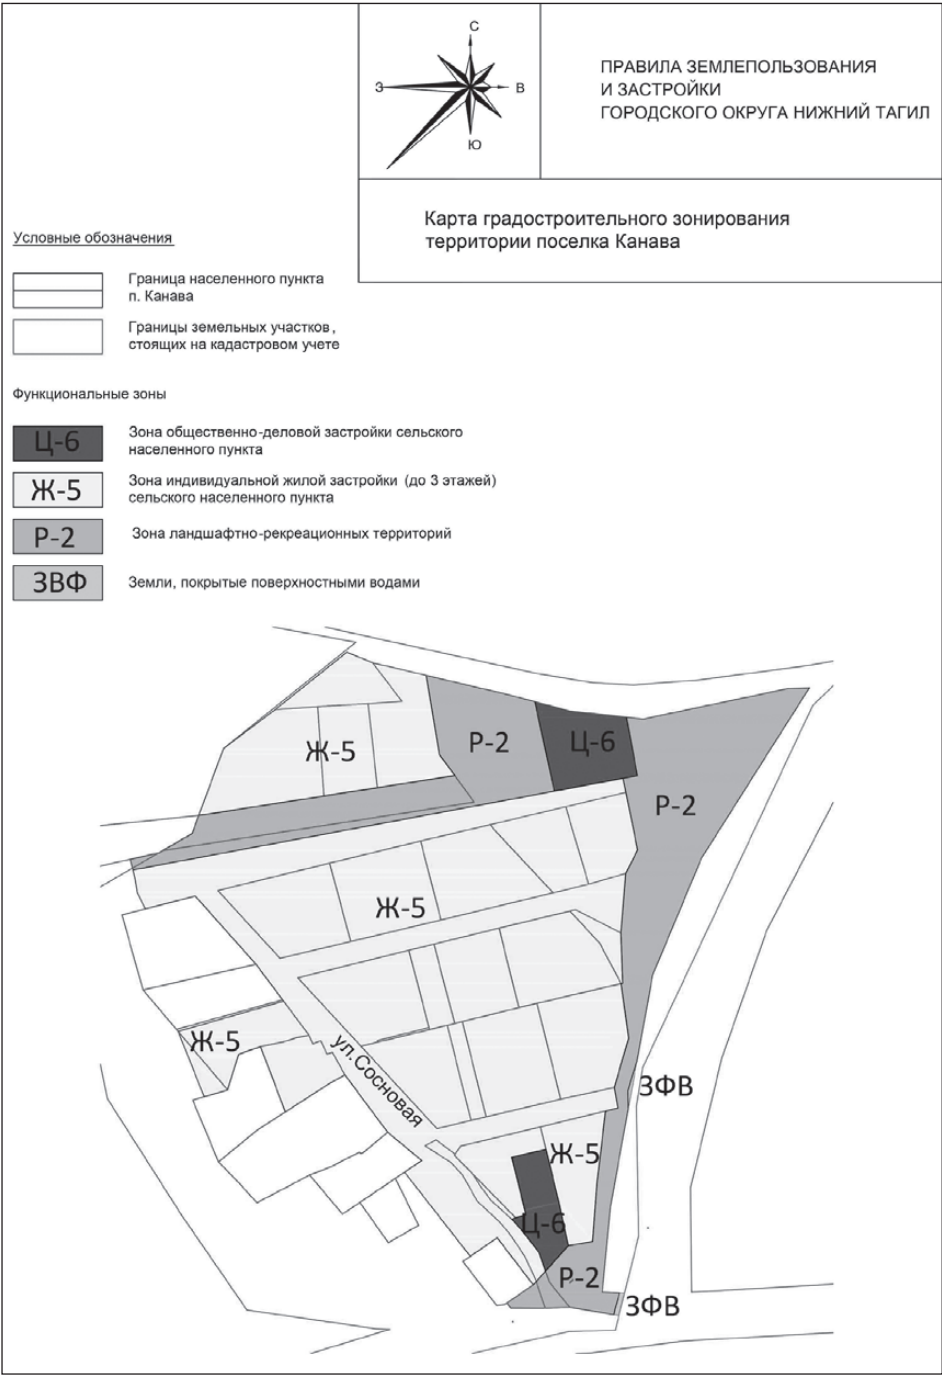 С
З
В
Ю
ПРАВИЛА ЗЕМЛЕПОЛЬЗОВАНИЯ
И ЗАСТРОЙКИ
ГОРОДСКОГО ОКРУГА НИЖНИЙ ТАГИЛ
Карта градостроительного зонирования
территории поселка Канава
Условные обозначения
Граница населенного пункта
п. Канава
Границы земельных участков,
стоящих на кадастровом учете
Функциональные зоны
Ц-6
Зона общественно-деловой застройки сельского
населенного пункта
Ж-5
Зона индивидуальной жилой застройки (до 3 этажей)
сельского населенного пункта
Р-2
Зона ландшафтно-рекреационных территорий
ЗВФ
Земли, покрытые поверхностными водами
Ж-5
Р-2
Ц-6
Р-2
Ж-5
Ж-5
ул.Сосновая
ЗФВ
Ж-5
Ц-6
Р-2
ЗФВ